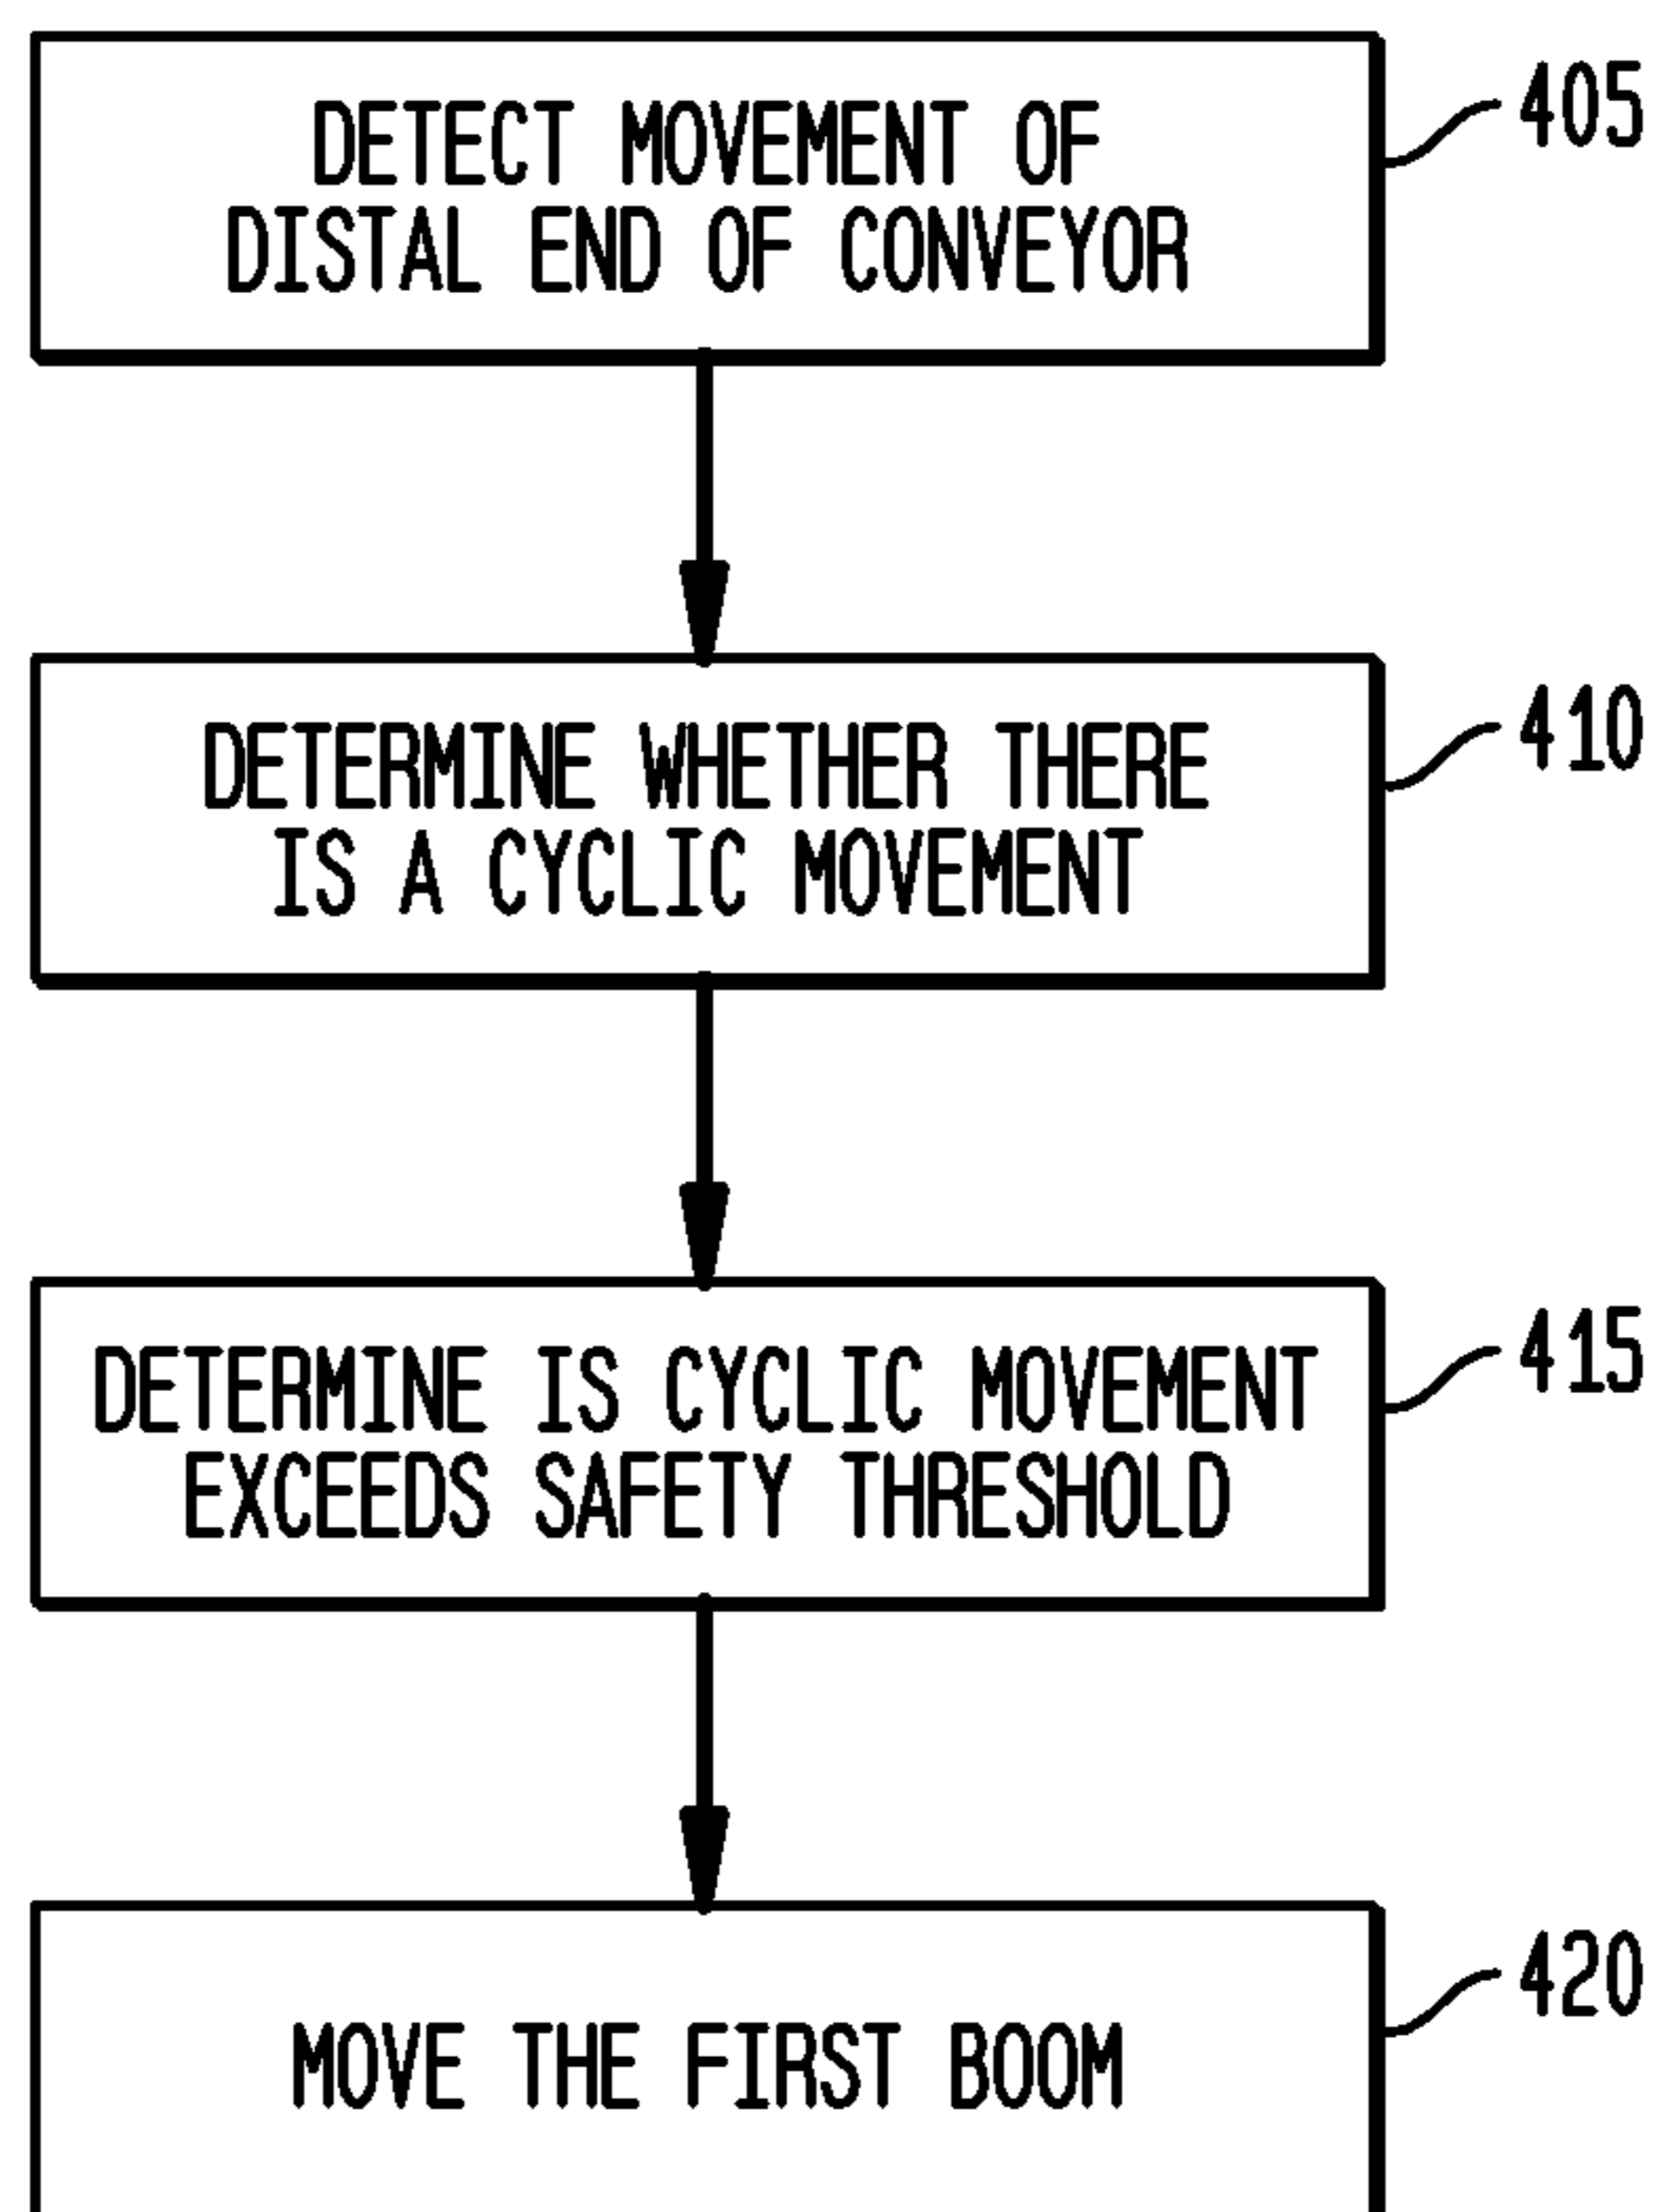 DETECT MOVEMENT OF
DISTAL END OF CONVEYOR
405
DETERMINE WHETHER THERE
IS A CYCLIC MOVEMENT
410
DETERMINE IS CYCLIC MOVEMENT
EXCEEDS SAFETY THRESHOLD
415
MOVE THE FIRST BOOM
420